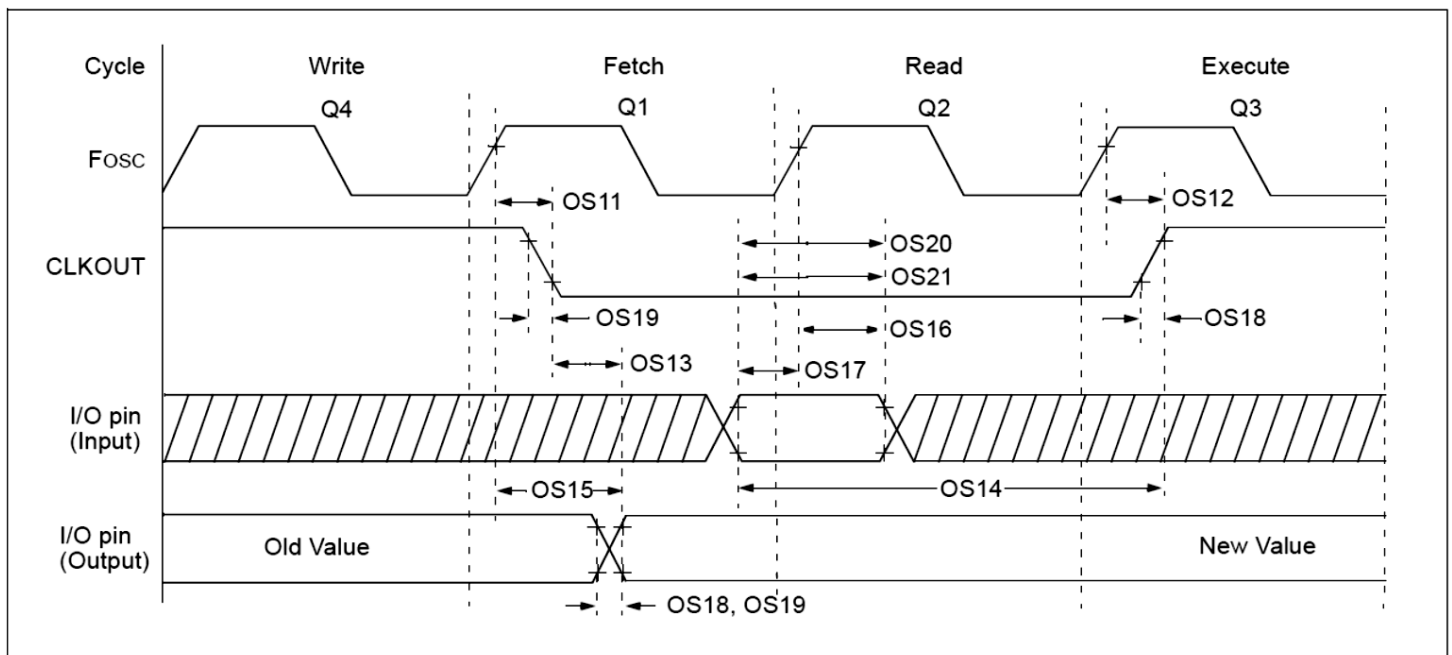 Cycle Write Fetch Read Execute
Q4 Q1 Q2 Q3
Fosc
OS11 OS12
CLKOUT
OS20
OS21
OS19 OS16 OS18
OS13 OS17
I/O pin
(Input)
OS15 OS14
I/O pin
(Output)
Old Value New Value
OS18, OS19